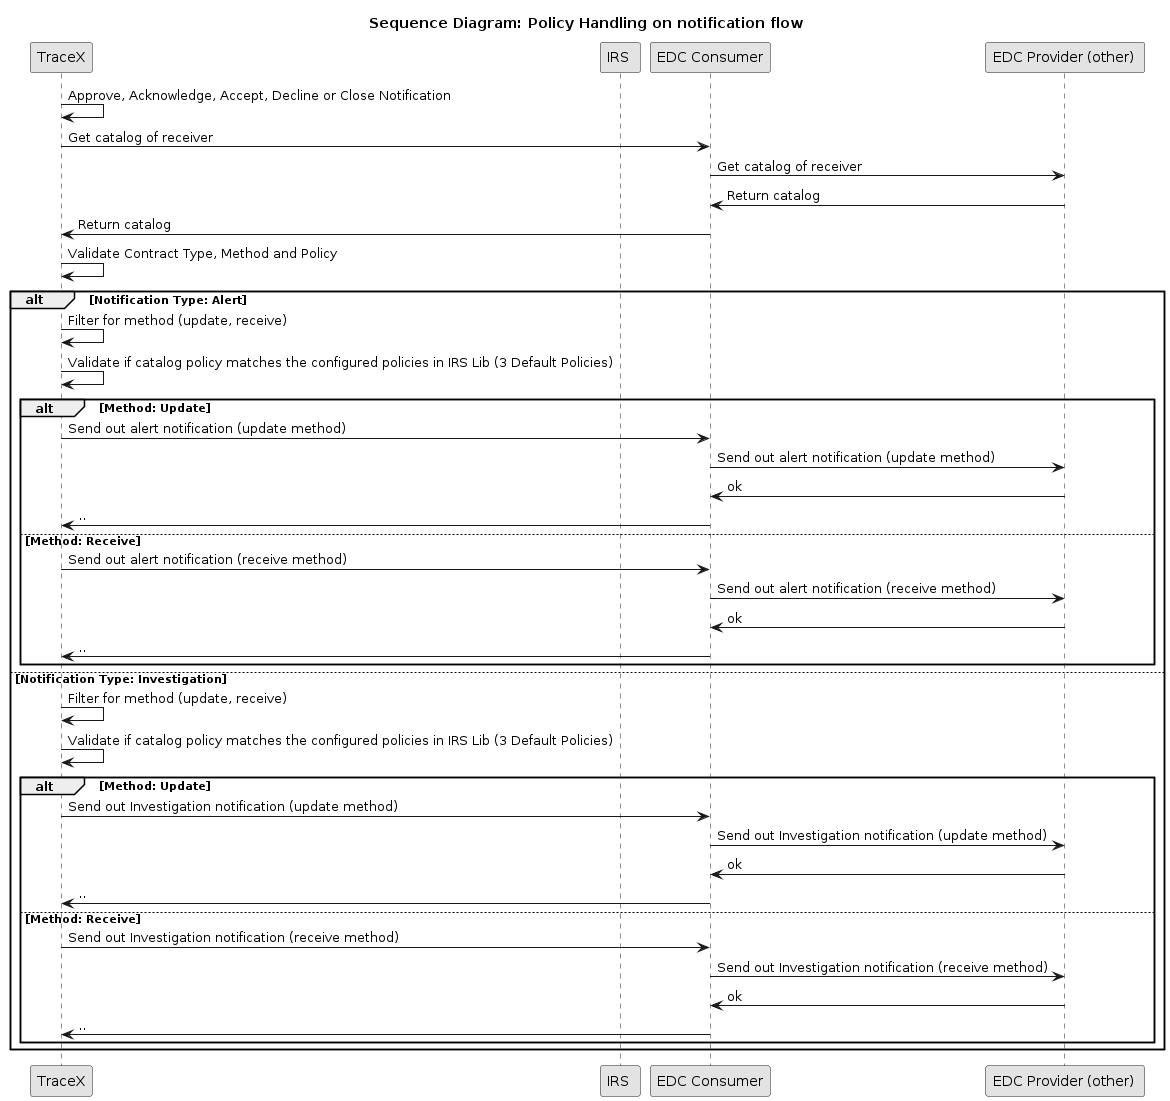 Sequence Diagram: Policy Handling on notification flow
TraceX IRS EDC Consumer EDC Provider (other)
Approve, Acknowledge, Accept, Decline or Close Notification
Get catalog of receiver
Get catalog of receiver
Return catalog
Return catalog
Validate Contract Type, Method and Policy
alt [Notification Type: Alert]
Filter for method (update, receive)
Validate if catalog policy matches the configured policies in IRS Lib (3 Default Policies)
alt [Method: Update]
Send out alert notification (update method)
Send out alert notification (update method)
ok
..
[Method: Receive]
Send out alert notification (receive method)
Send out alert notification (receive method)
ok
..
[Notification Type: Investigation]
Filter for method (update, receive)
Validate if catalog policy matches the configured policies in IRS Lib (3 Default Policies)
alt [Method: Update]
Send out Investigation notification (update method)
Send out Investigation notification (update method)
ok
..
[Method: Receive]
Send out Investigation notification (receive method)
Send out Investigation notification (receive method)
ok
..
TraceX IRS EDC Consumer EDC Provider (other)